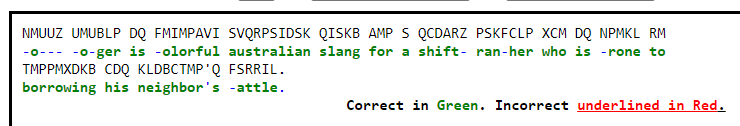 NMUUZ UMUBLP DQ FMIMPAVI SVQRPSIDSK QISKB AMP S QCDARZ PSKFCLP XCM DQ NPMKL RM
-o--- -o-ger is -olorful australian slang for a shift- ran-her who is -rone to
TMPPMXDKB CDQ KLDBCTMP'Q FSRRIL.
borrowing his neighbor's -attle.
Correct in Green. Incorrect underlined in Red.